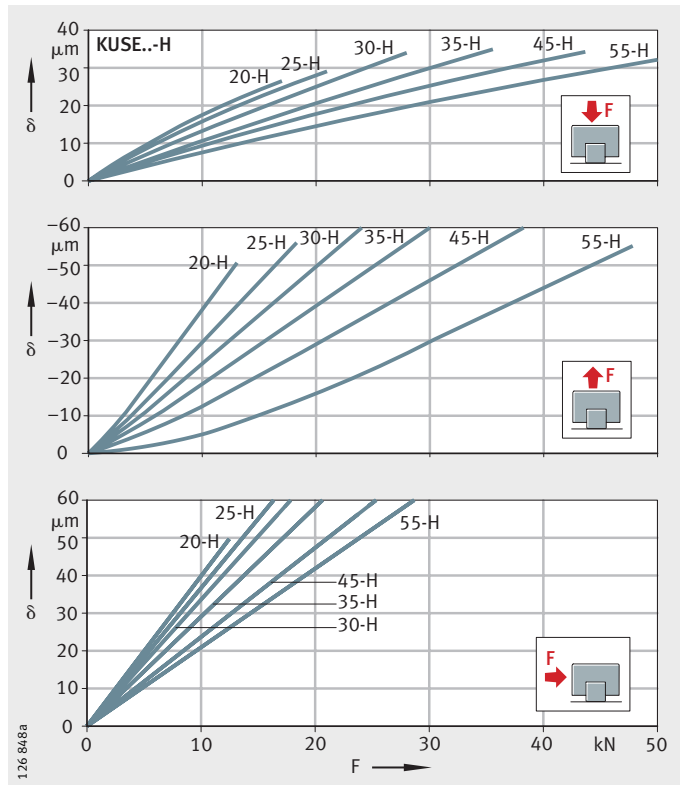 40
µm
30
20
10
0
δ
KUSE..-H
20-H
25-H
30-H
35-H
45-H
55-H
F
–60
µm
–50
–40
–30
–20
–10
0
δ
20-H
25-H
30-H
35-H
45-H
55-H
F
60
µm
50
40
30
20
10
0
δ
25-H
20-H
55-H
45-H
35-H
30-H
F
0 10 20 30 40 kN 50
F
126 848a